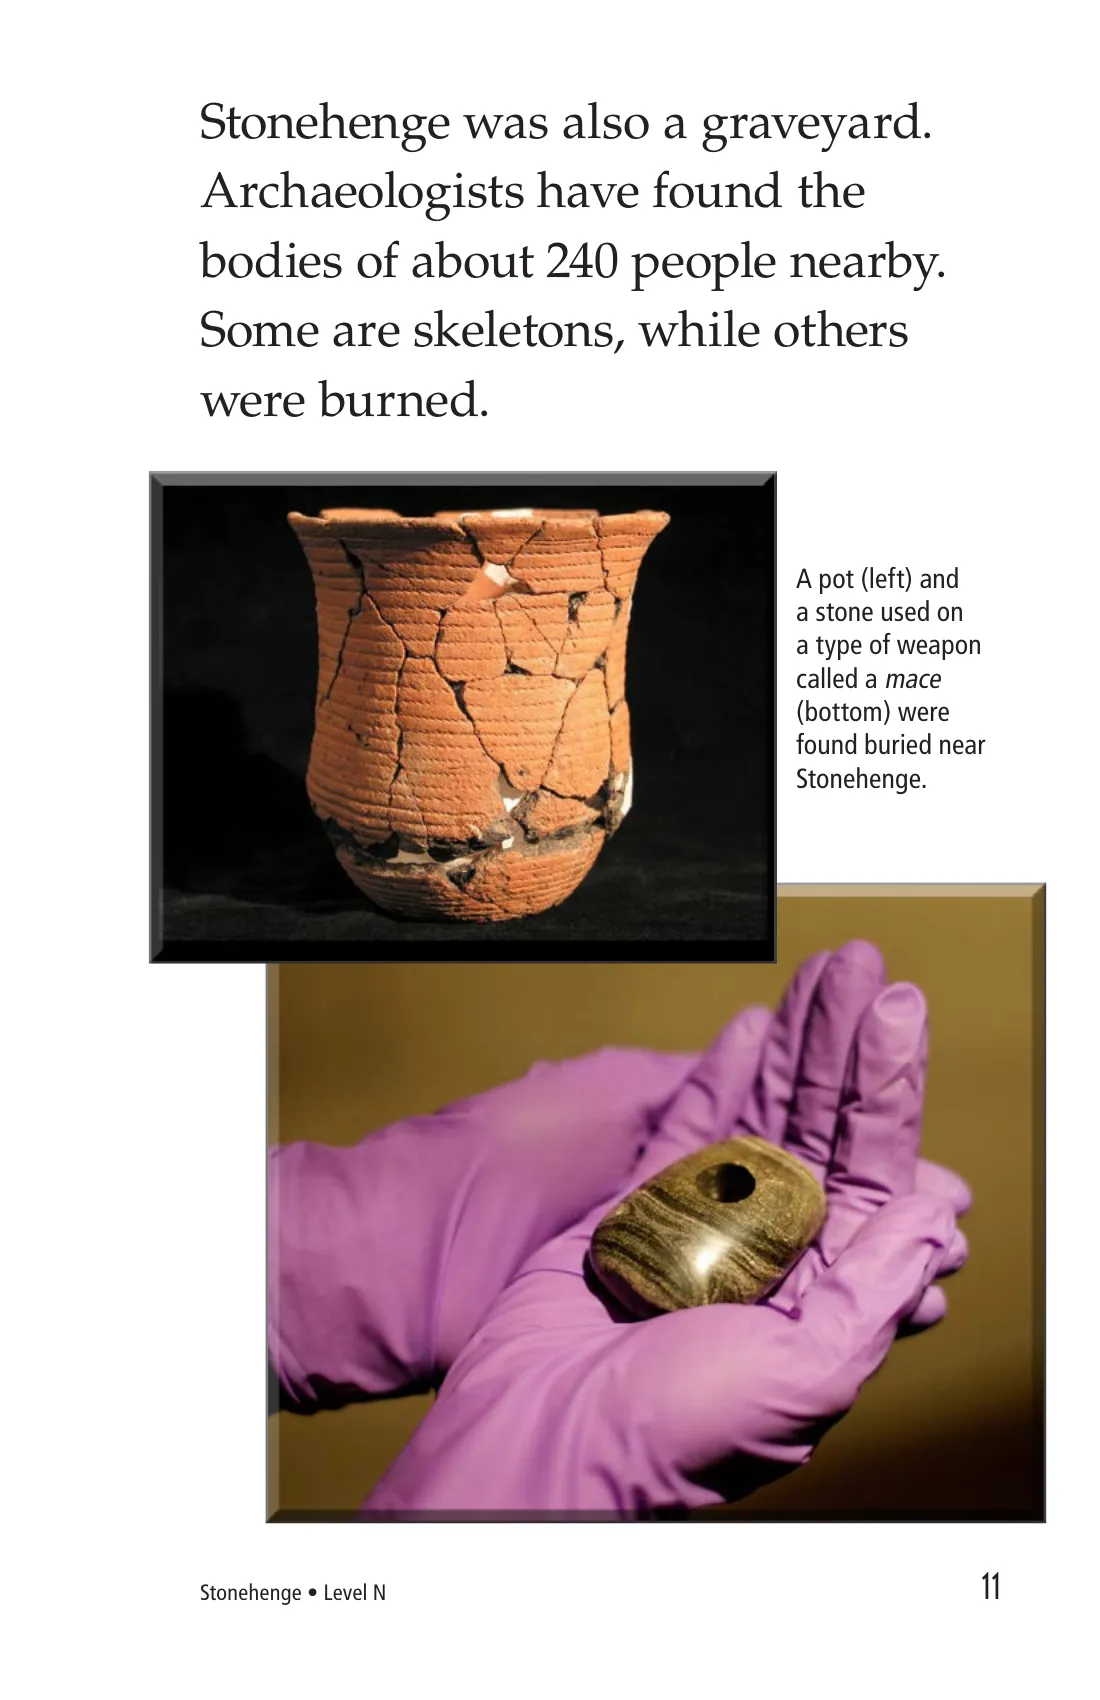 Stonehenge was also a graveyard.
Archaeologists have found the
bodies of about 240 people nearby.
Some are skeletons, while others
were burned.
A pot (left) and
a stone used on
a type of weapon
called a mace
(bottom) were
found buried near
Stonehenge.
Stonehenge • Level N
11